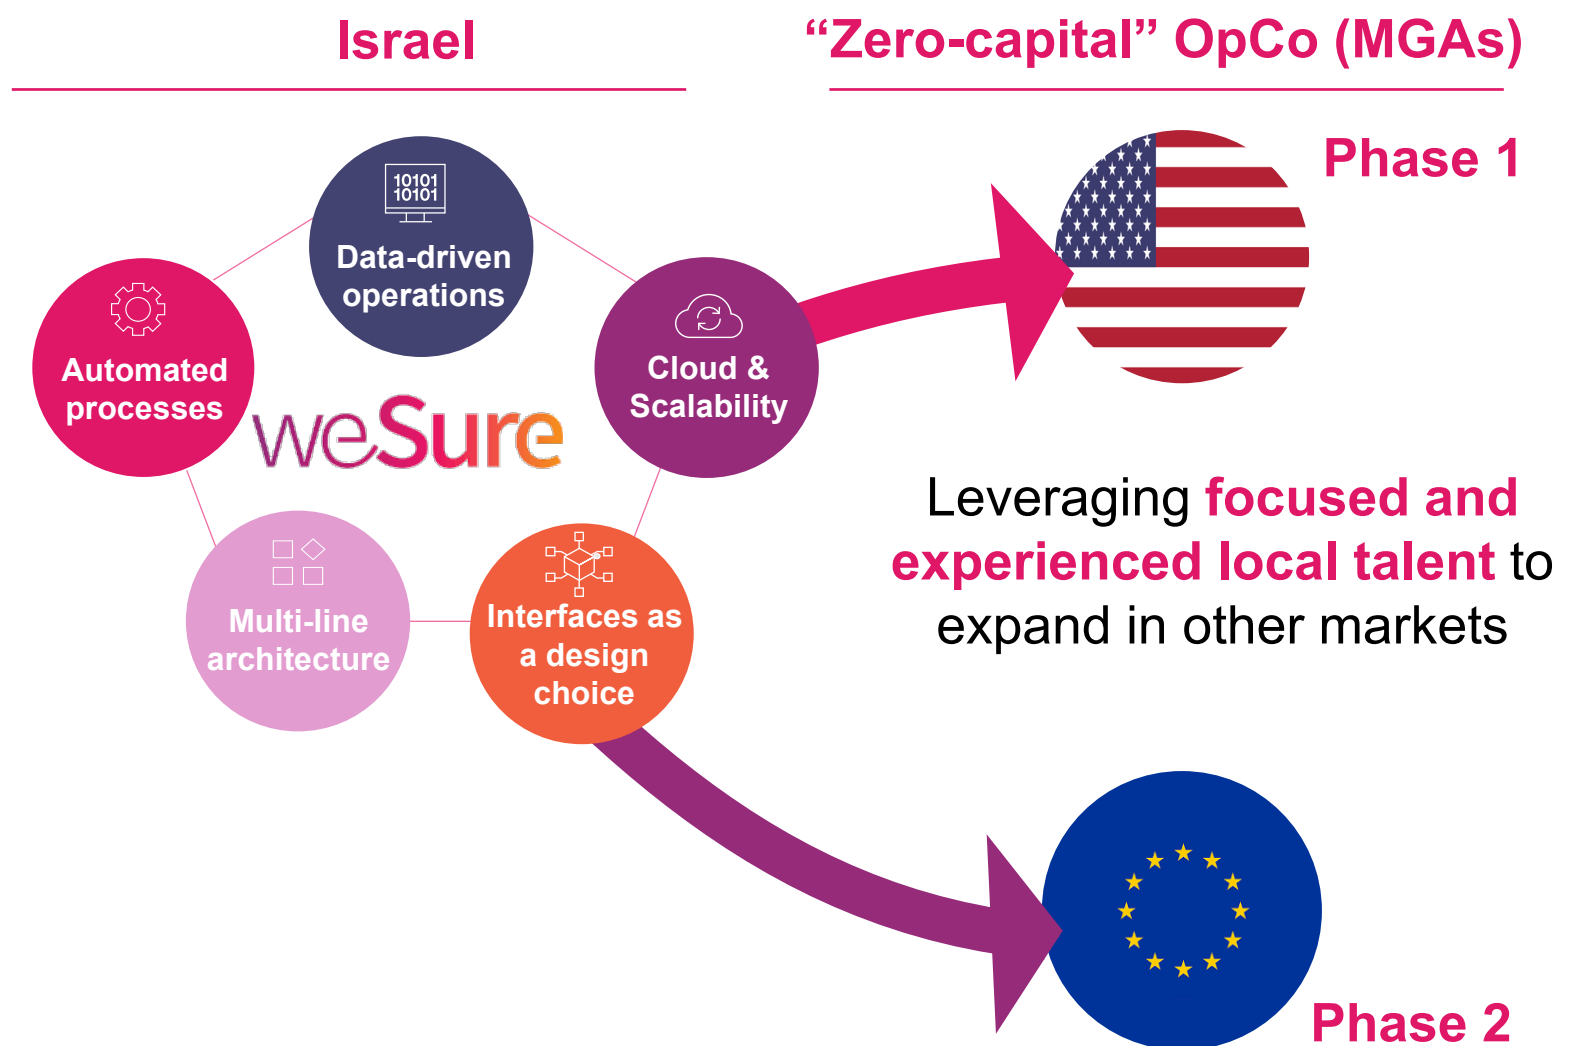 Israel
“Zero-capital” OpCo (MGAs)
10101
10101
Data-driven
operations
Automated
processes
Cloud &
Scalability
weSure
Multi-line
architecture
Interfaces as
a design
choice
Phase 1
Leveraging focused and
experienced local talent to
expand in other markets
Phase 2